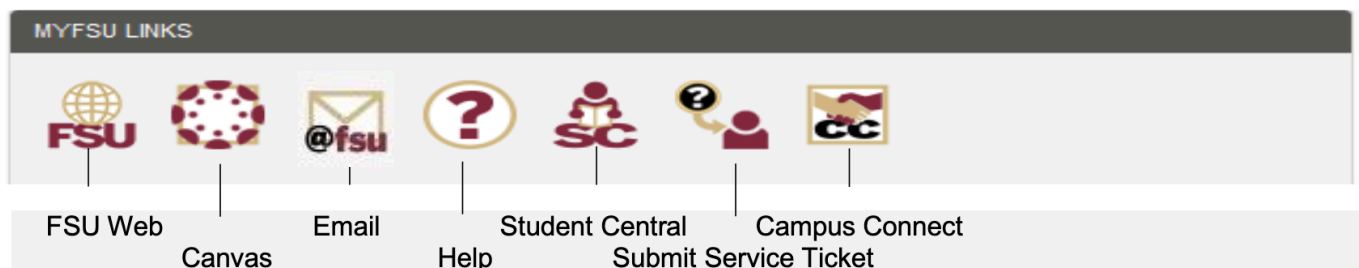 MYFSU LINKS
FSU @fsu ? SC ? CC
FSU Web Email Student Central Campus Connect
Canvas Help Submit Service Ticket